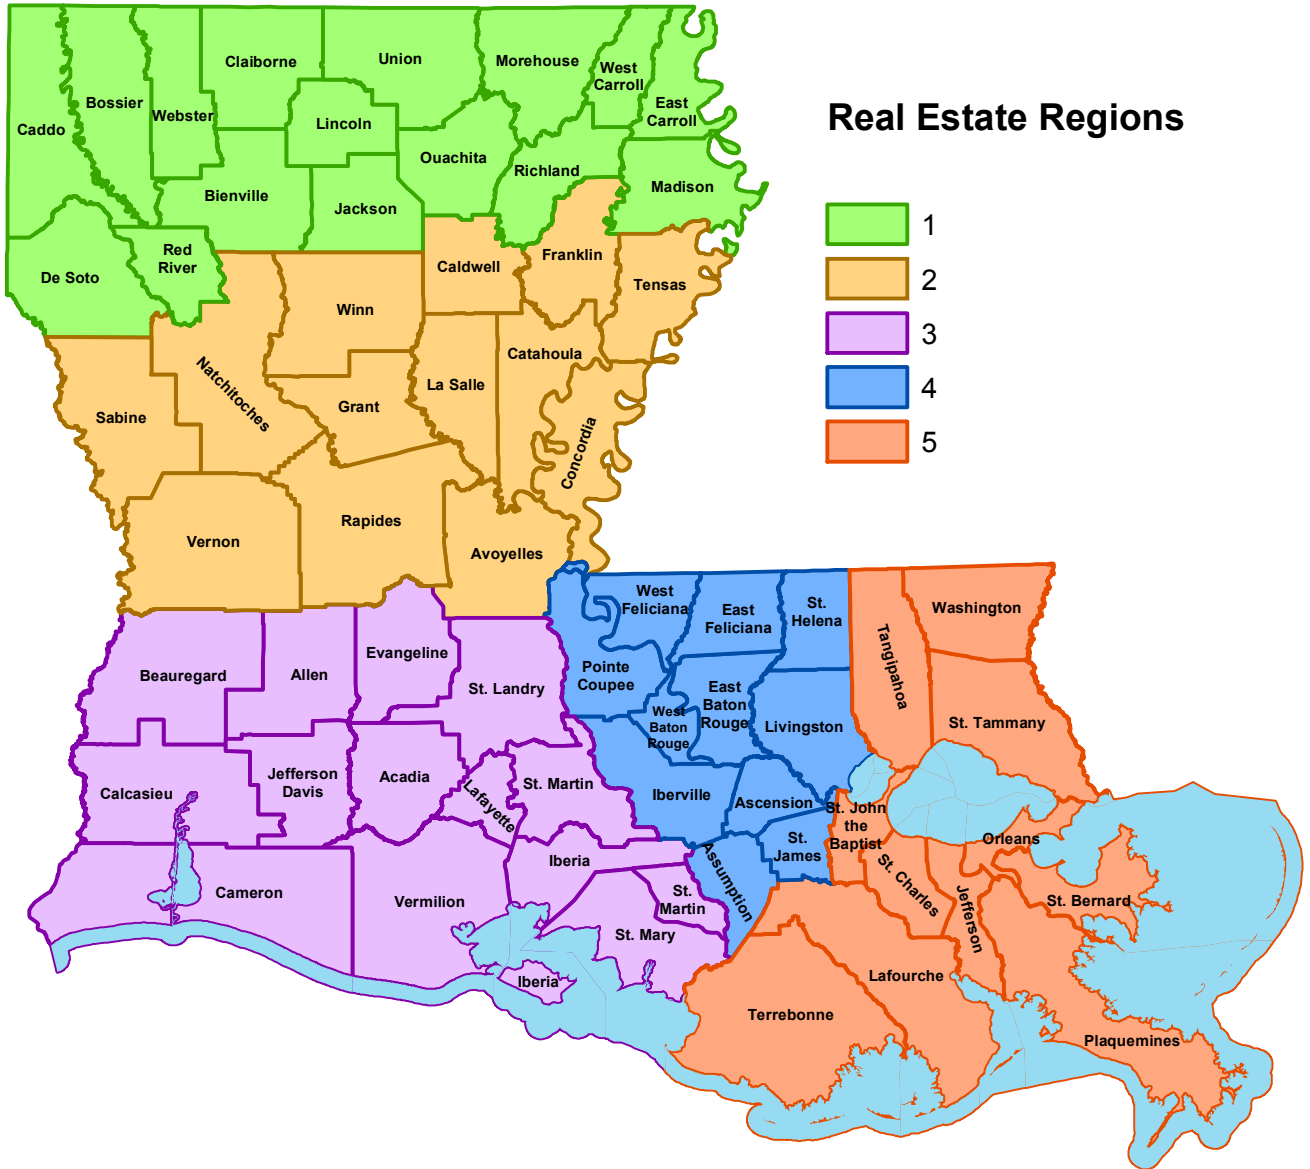 Real Estate Regions
1
2
3
4
5
Claiborne
Union
Morehouse
West
Carroll
East
Carroll
Caddo
Bossier
Webster
Lincoln
Ouachita
Richland
Madison
Bienville
Jackson
Red
River
De Soto
Caldwell
Franklin
Tensas
Winn
Natchitoches
Catahoula
La Salle
Sabine
Grant
Concordia
Vernon
Rapides
Avoyelles
West
Feliciana
East
Feliciana
St.
Helena
Washington
Tangipahoa
Beauregard
Allen
Evangeline
St. Landry
Pointe
Coupee
East
Baton
Rouge
West
Baton
Rouge
Livingston
St. Tammany
Calcasieu
Jefferson
Davis
Acadia
Lafayette
St. Martin
Iberville
Ascension
St. John
the
Baptist
St.
James
Orleans
Assumption
St. Charles
Jefferson
St. Bernard
Cameron
Vermilion
Iberia
St.
Martin
St. Mary
Iberia
Lafourche
Terrebonne
Plaquemines